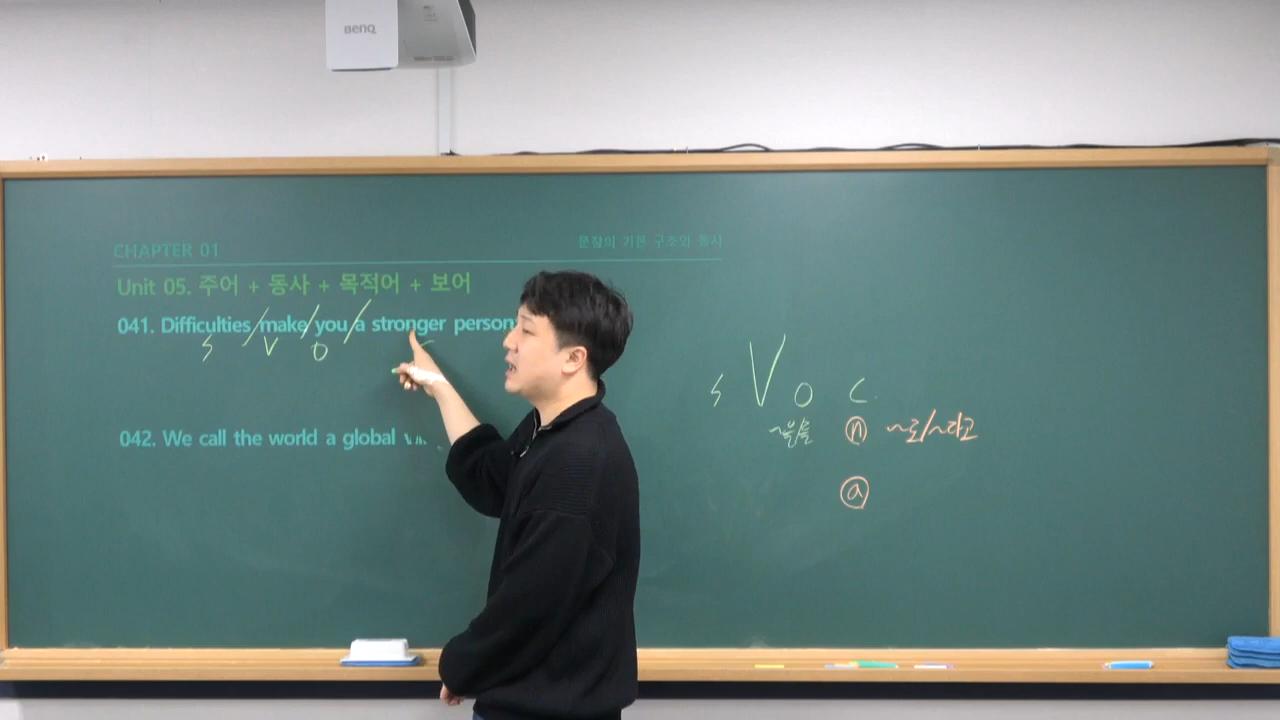 BenQ
CHAPTER 01
문장의 기본 구조와 동사
Unit 05. 주어 + 동사 + 목적어 + 보어
041. Difficulties / make / you / a stronger person
S V O
042. We call the world a global
S V O C
~을/를 ⓝ ~로/~라고
ⓐ